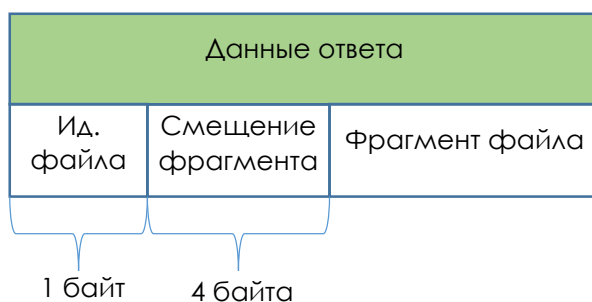 Данные ответа
Ид.
файла
Смещение
фрагмента
Фрагмент файла
1 байт
4 байта